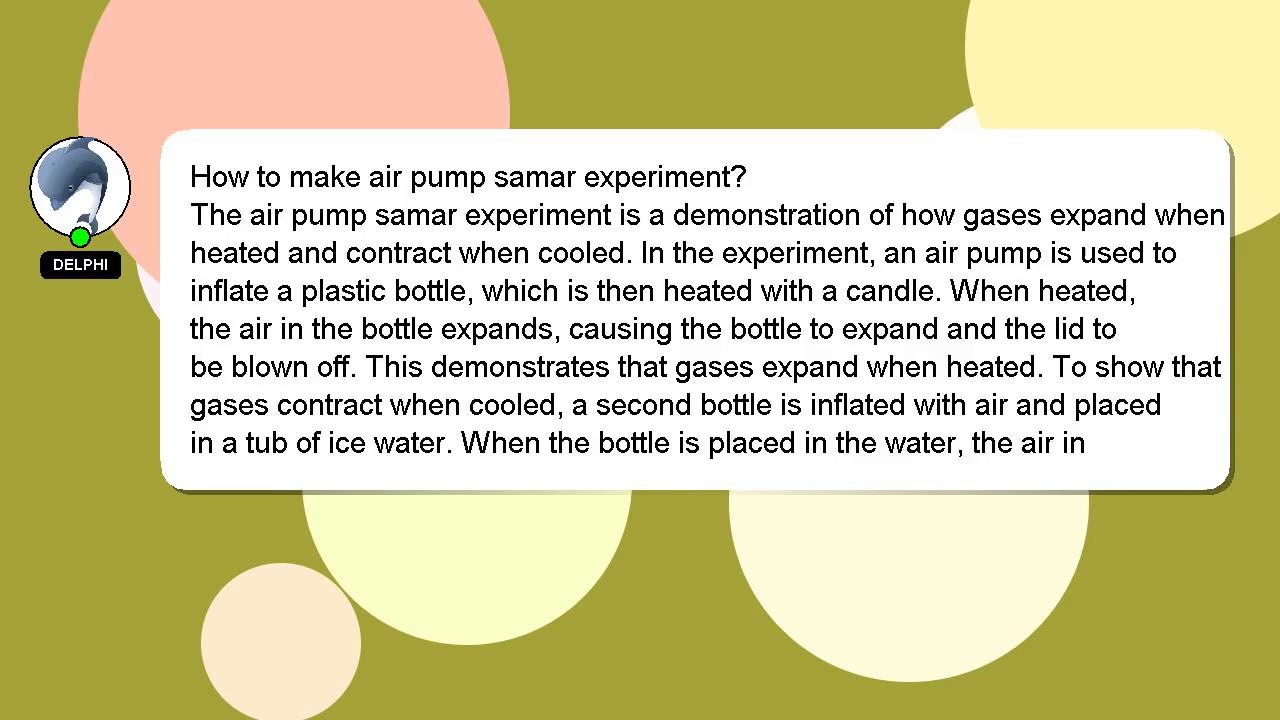 How to make air pump samar experiment?
The air pump samar experiment is a demonstration of how gases expand when
heated and contract when cooled. In the experiment, an air pump is used to
inflate a plastic bottle, which is then heated with a candle. When heated,
the air in the bottle expands, causing the bottle to expand and the lid to
be blown off. This demonstrates that gases expand when heated. To show that
gases contract when cooled, a second bottle is inflated with air and placed
in a tub of ice water. When the bottle is placed in the water, the air in
DELPHI